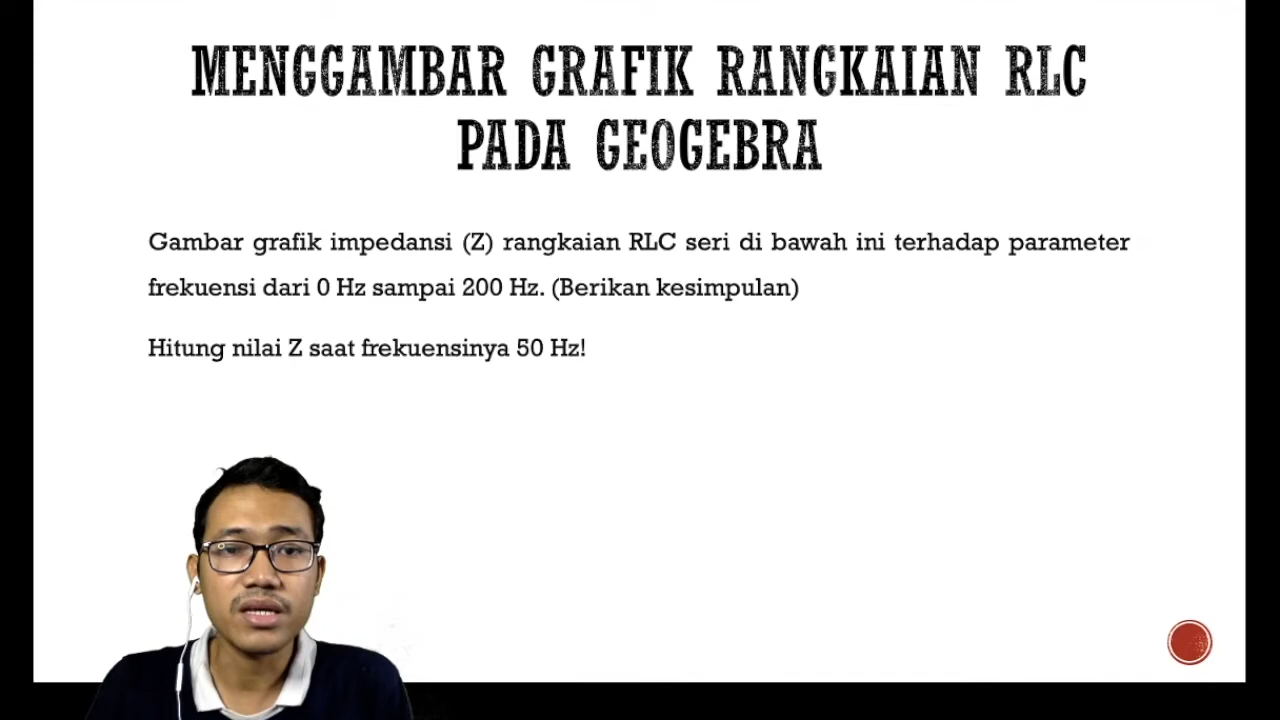 MENGGAMBAR GRAFIK RANGKAIAN RLC
PADA GEOGEBRA
Gambar grafik impedansi (Z) rangkaian RLC seri di bawah ini terhadap parameter
frekuensi dari 0 Hz sampai 200 Hz. (Berikan kesimpulan)
Hitung nilai Z saat frekuensinya 50 Hz!